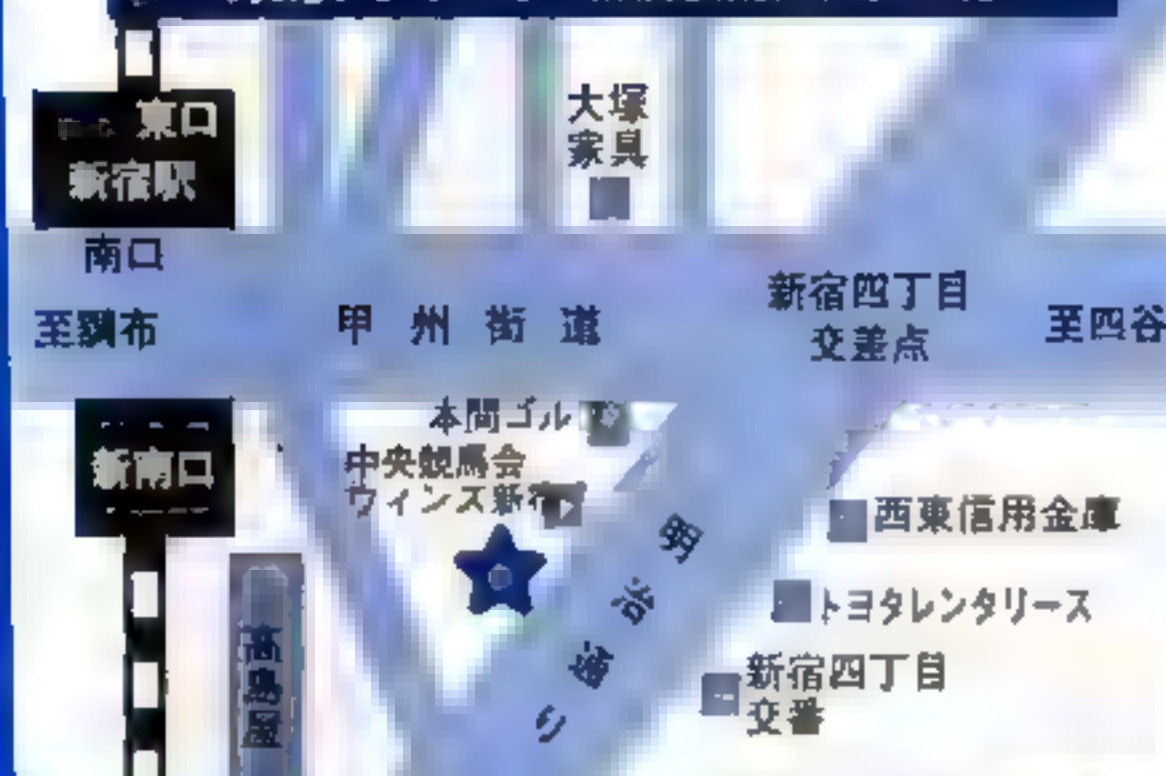 東口
新宿駅
南口
大塚
家具
至調布
甲州街道
新宿四丁目
交差点
至四谷
新南口
本間ゴル
中央競馬会
ウィンズ新宿
明治通り
西東信用金庫
トヨタレンタリース
新宿四丁目
交番
高島屋